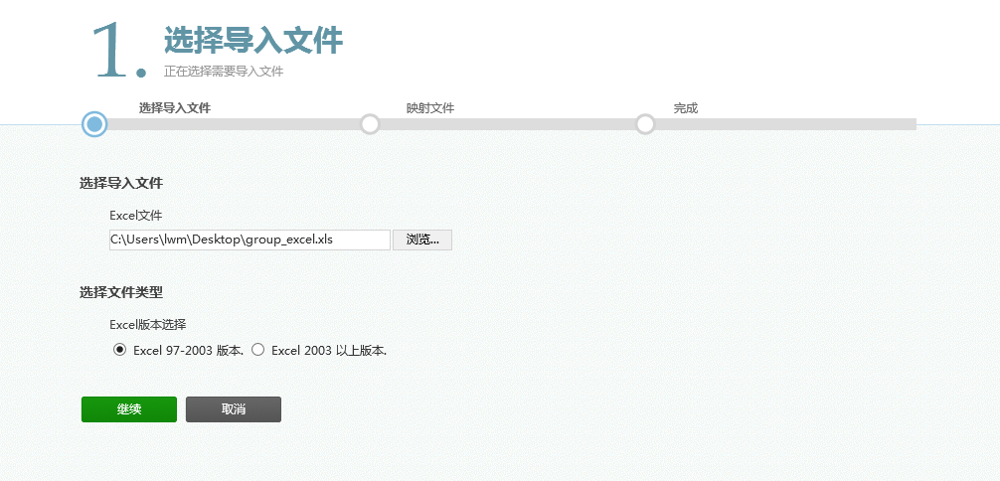 1.
选择导入文件
正在选择需要导入文件
选择导入文件 映射文件 完成
选择导入文件
Excel文件
C:\Users\lwm\Desktop\group_excel.xls 浏览...
选择文件类型
Excel版本选择
Excel 97-2003 版本. Excel 2003 以上版本.
继续 取消